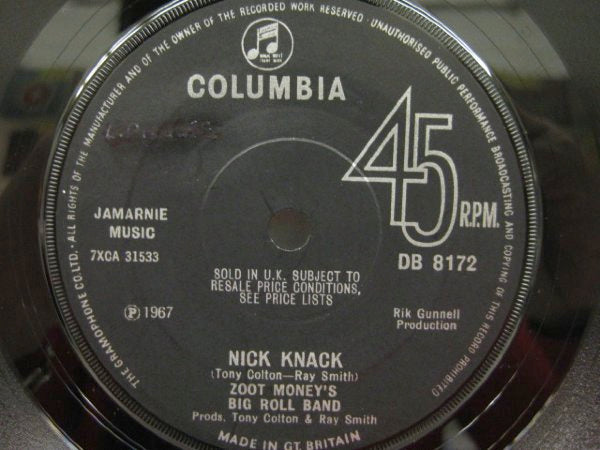 THE GRAMOPHONE CO. LTD. · ALL RIGHTS OF THE MANUFACTURER AND OF THE OWNER OF THE RECORDED WORK RESERVED · UNAUTHORISED PUBLIC PERFORMANCE BROADCASTING AND COPYING OF THIS RECORD PROHIBITED
COLUMBIA
45
R.P.M.
JAMARNIE
MUSIC
7XCA 31533
DB 8172
SOLD IN U.K. SUBJECT TO
RESALE PRICE CONDITIONS,
SEE PRICE LISTS
Ⓟ 1967
Rik Gunnell
Production
NICK KNACK
(Tony Colton—Ray Smith)
ZOOT MONEY'S
BIG ROLL BAND
Prods. Tony Colton & Ray Smith
MADE IN GT. BRITAIN